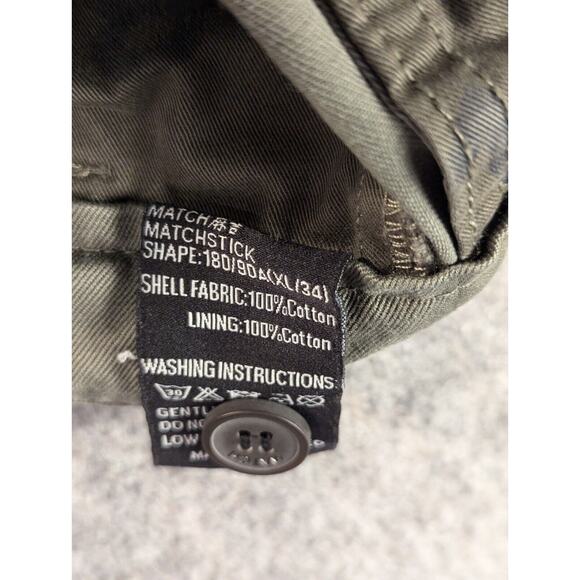 MATCH
MATCHSTICK
SHAPE:180/90A(XL/34)
SHELL FABRIC:100%Cotton
LINING:100%Cotton
WASHING INSTRUCTIONS:
30
GENTL
DO NO
LOW